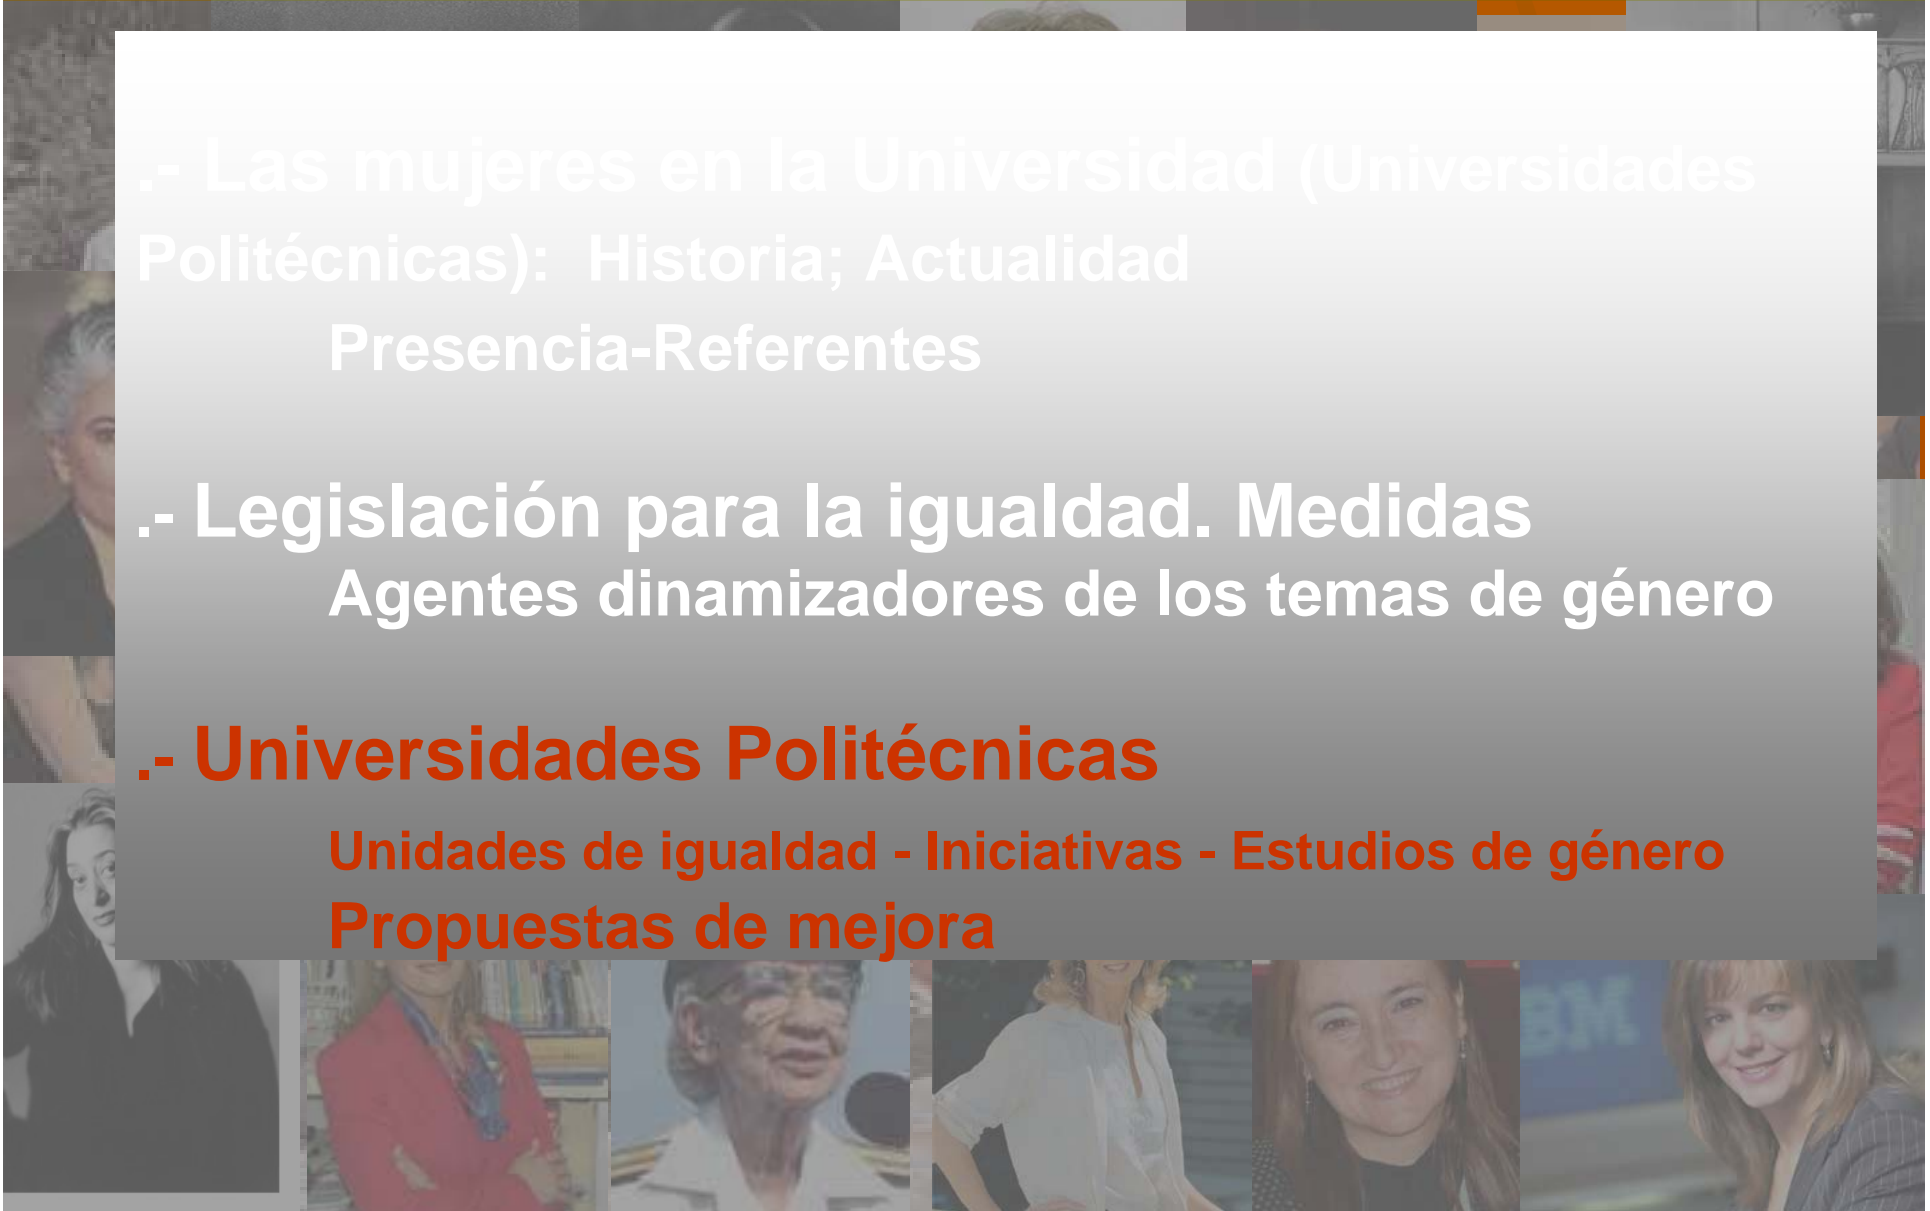 .- Las mujeres en la Universidad (Universidades
Politécnicas): Historia; Actualidad
Presencia-Referentes
.- Legislación para la igualdad. Medidas
Agentes dinamizadores de los temas de género
.- Universidades Politécnicas
Unidades de igualdad - Iniciativas - Estudios de género
Propuestas de mejora
BM